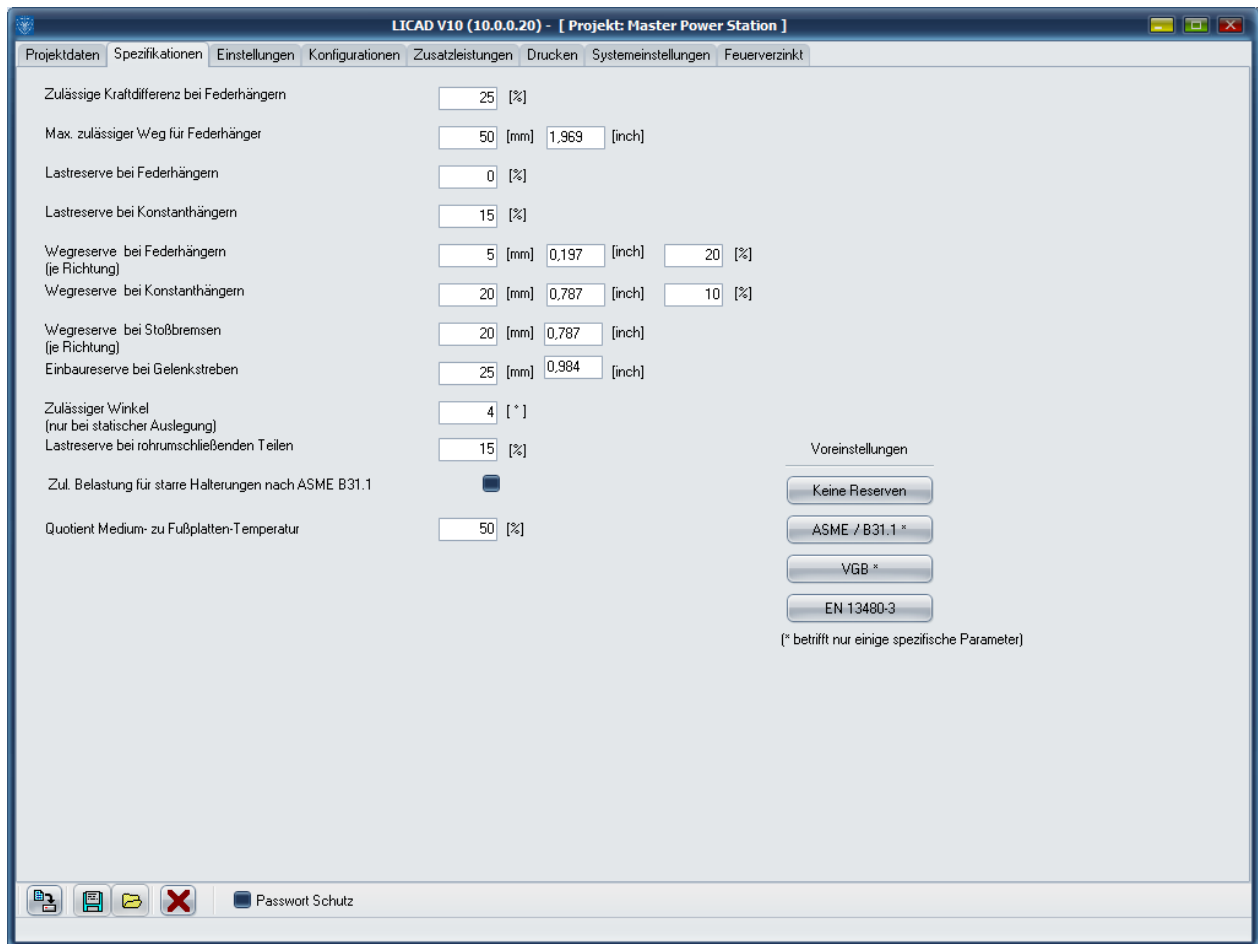 LICAD V10 (10.0.0.20) - [ Projekt: Master Power Station ]
Projektdaten Spezifikationen Einstellungen Konfigurationen Zusatzleistungen Drucken Systemeinstellungen Feuerverzinkt
Zulässige Kraftdifferenz bei Federhängern 25 [%]
Max. zulässiger Weg für Federhänger 50 [mm] 1,969 [inch]
Lastreserve bei Federhängern 0 [%]
Lastreserve bei Konstanthängern 15 [%]
Wegreserve bei Federhängern 5 [mm] 0,197 [inch] 20 [%]
(je Richtung)
Wegreserve bei Konstanthängern 20 [mm] 0,787 [inch] 10 [%]
Wegreserve bei Stoßbremsen 20 [mm] 0,787 [inch]
(je Richtung)
Einbaureserve bei Gelenkstreben 25 [mm] 0,984 [inch]
Zulässiger Winkel 4 [ ° ]
(nur bei statischer Auslegung)
Lastreserve bei rohrumschließenden Teilen 15 [%]
Zul. Belastung für starre Halterungen nach ASME B31.1
Quotient Medium- zu Fußplatten-Temperatur 50 [%]
Voreinstellungen
Keine Reserven
ASME / B31.1 *
VGB *
EN 13480-3
(* betrifft nur einige spezifische Parameter)
Passwort Schutz